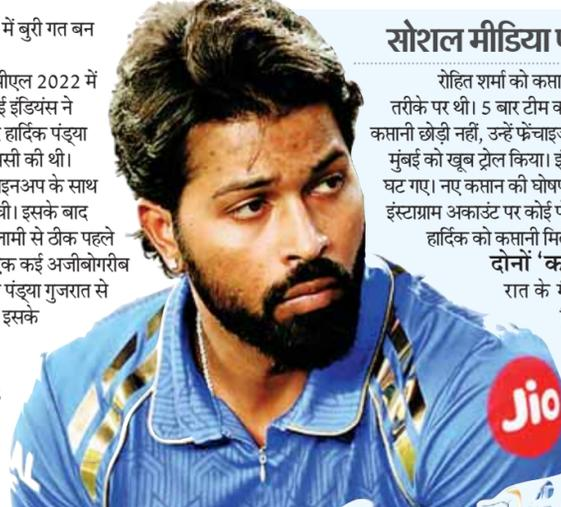 में बुरी गत बन
पीएल 2022 में
ई इंडियंस ने
हार्दिक पंड्या
सी की थी।
इनअप के साथ
ची। इसके बाद
लामी से ठीक पहले
क कई अजीबोगरीब
पंड्या गुजरात से
इसके
सोशल मीडिया प
रोहित शर्मा को कप्ता
तरीके पर थी। 5 बार टीम क
कप्तानी छोड़ी नहीं, उन्हें फ्रेंचाइज
मुंबई को खूब ट्रोल किया। इं
घट गए। नए कप्तान की घोषण
इंस्टाग्राम अकाउंट पर कोई पो
हार्दिक को कप्तानी मि
दोनों 'क
रात के म
Jio
AL